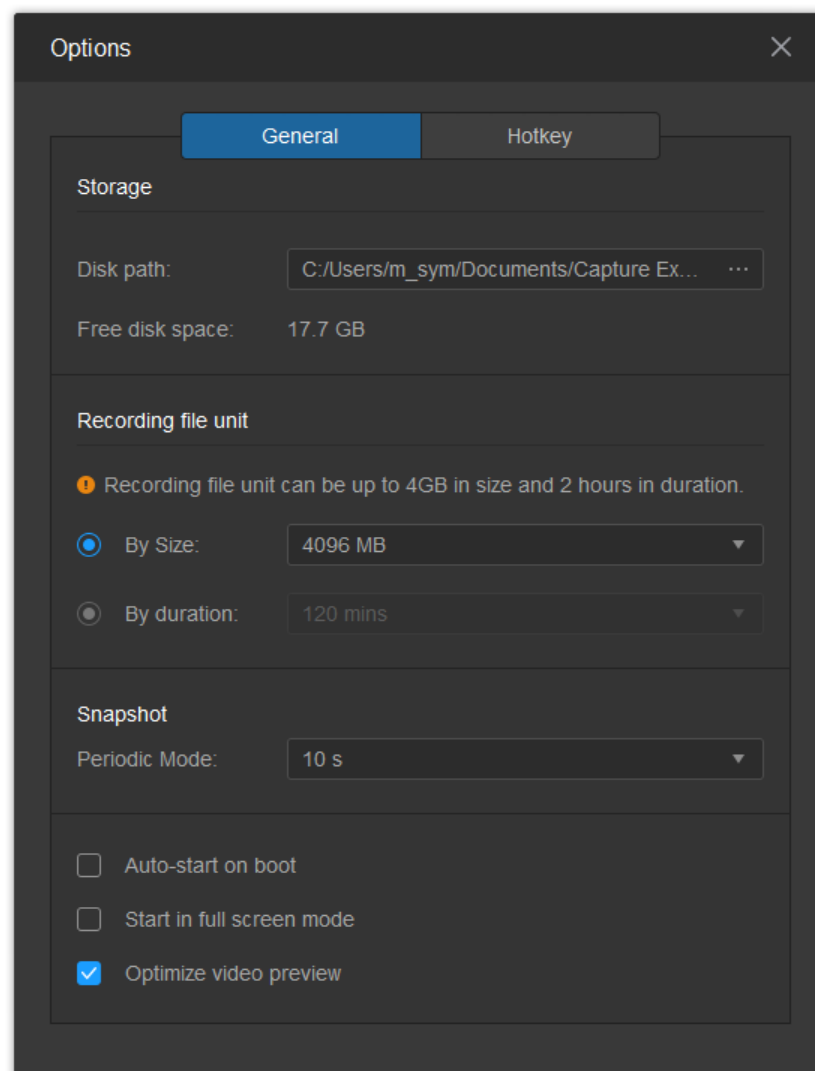 Options
General Hotkey
Storage
Disk path: C:/Users/m_sym/Documents/Capture Ex... ...
Free disk space: 17.7 GB
Recording file unit
Recording file unit can be up to 4GB in size and 2 hours in duration.
By Size: 4096 MB
By duration: 120 mins
Snapshot
Periodic Mode: 10 s
Auto-start on boot
Start in full screen mode
Optimize video preview